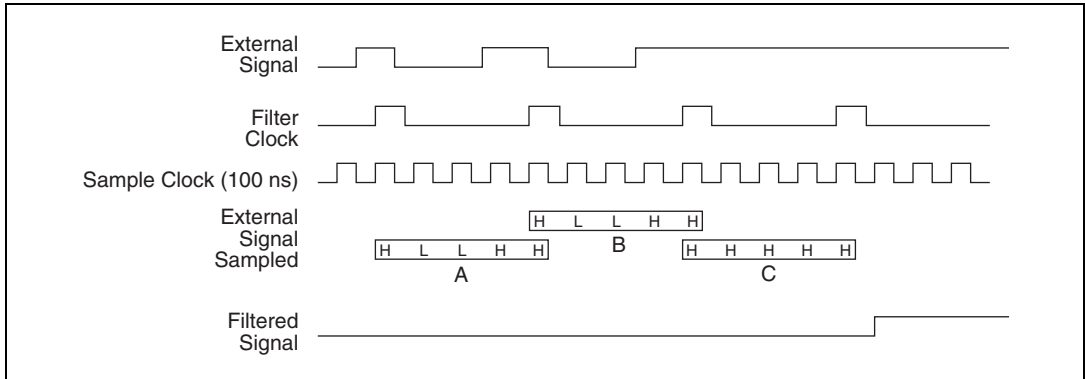 External
Signal
Filter
Clock
Sample Clock (100 ns)
External
Signal
Sampled
H L L H H
B
H L L H H
A
H H H H H
C
Filtered
Signal